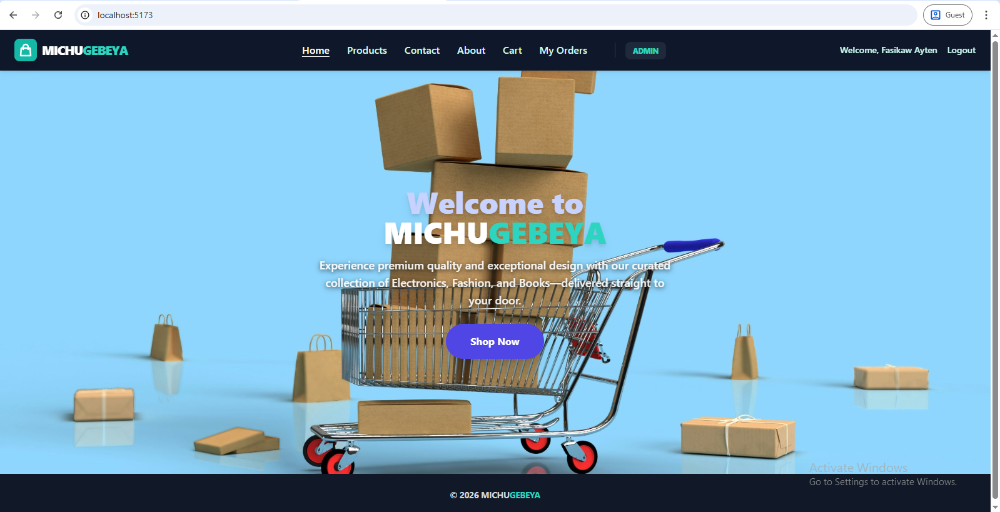 localhost:5173
Guest
MICHUGEBEYA
Home Products Contact About Cart My Orders ADMIN
Welcome, Fasikaw Ayten Logout
Welcome to
MICHUGEBEYA
Experience premium quality and exceptional design with our curated
collection of Electronics, Fashion, and Books—delivered straight to
your door.
Shop Now
Activate Windows
Go to Settings to activate Windows.
© 2026 MICHUGEBEYA